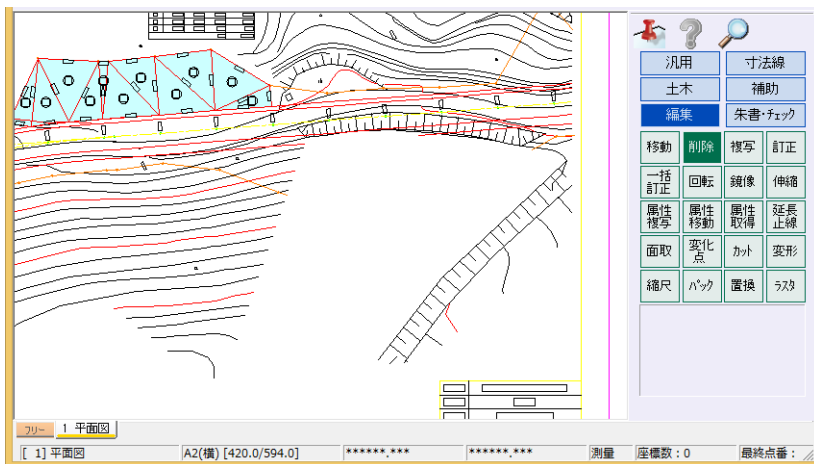 汎用 寸法線
土木 補助
編集 朱書・ﾁｪｯｸ
移動 削除 複写 訂正
一括訂正 回転 鏡像 伸縮
属性複写 属性移動 属性取得 延長止線
面取 変化点 ｶｯﾄ 変形
縮尺 ﾊﾟｯｸ 置換 ﾗｽﾀ
フリー 1 平面図
[ 1] 平面図 A2(横) [420.0/594.0] ******.*** ******.*** 測量 座標数：0 最終点番：